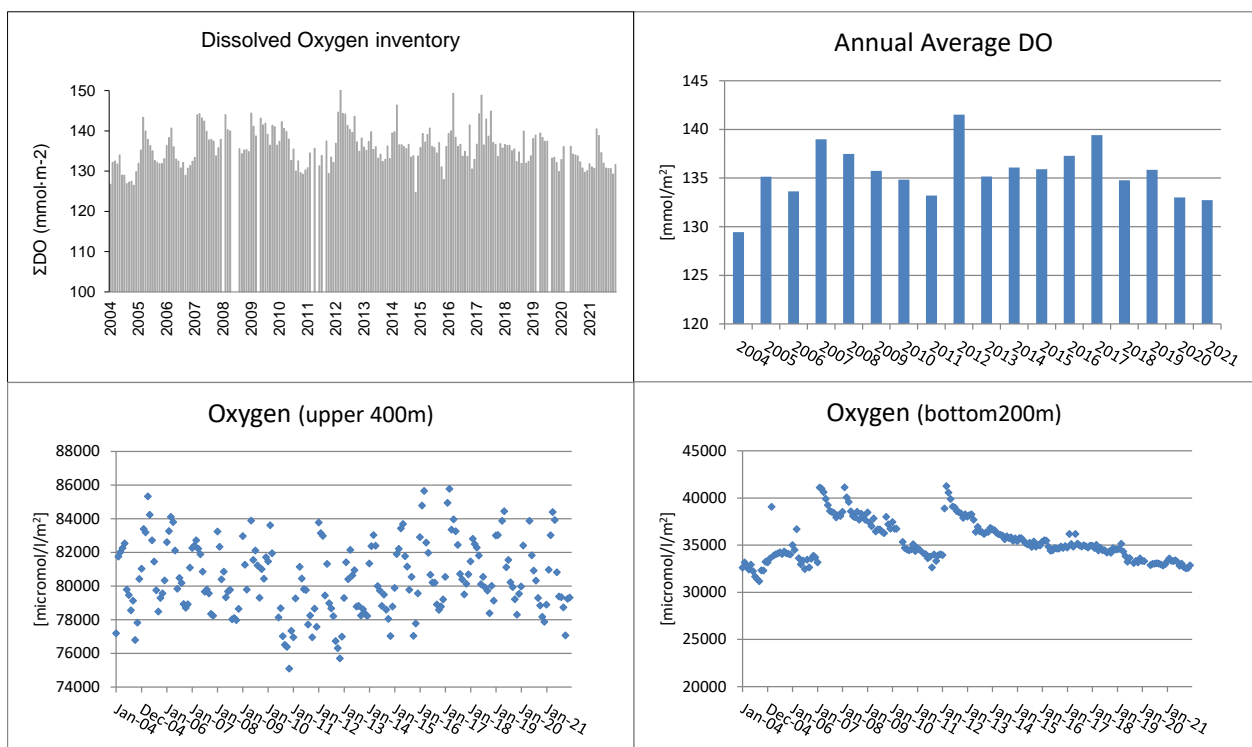 Dissolved Oxygen inventory
ΣDO (mmol·m-2)
150
140
130
120
110
100
2004
2005
2006
2007
2008
2009
2010
2011
2012
2013
2014
2015
2016
2017
2018
2019
2020
2021
Annual Average DO
[mmol/m²]
145
140
135
130
125
120
2004
2005
2006
2007
2008
2009
2010
2011
2012
2013
2014
2015
2016
2017
2018
2019
2020
2021
Oxygen (upper 400m)
[micromol/l/m²]
88000
86000
84000
82000
80000
78000
76000
74000
Jan-04
Dec-04
Jan-06
Jan-07
Jan-08
Jan-09
Jan-10
Jan-11
Jan-12
Jan-13
Jan-14
Jan-15
Jan-16
Jan-17
Jan-18
Jan-19
Jan-20
Jan-21
Oxygen (bottom200m)
[micromol/l/m²]
45000
40000
35000
30000
25000
20000
Jan-04
Dec-04
Jan-06
Jan-07
Jan-08
Jan-09
Jan-10
Jan-11
Jan-12
Jan-13
Jan-14
Jan-15
Jan-16
Jan-17
Jan-18
Jan-19
Jan-20
Jan-21